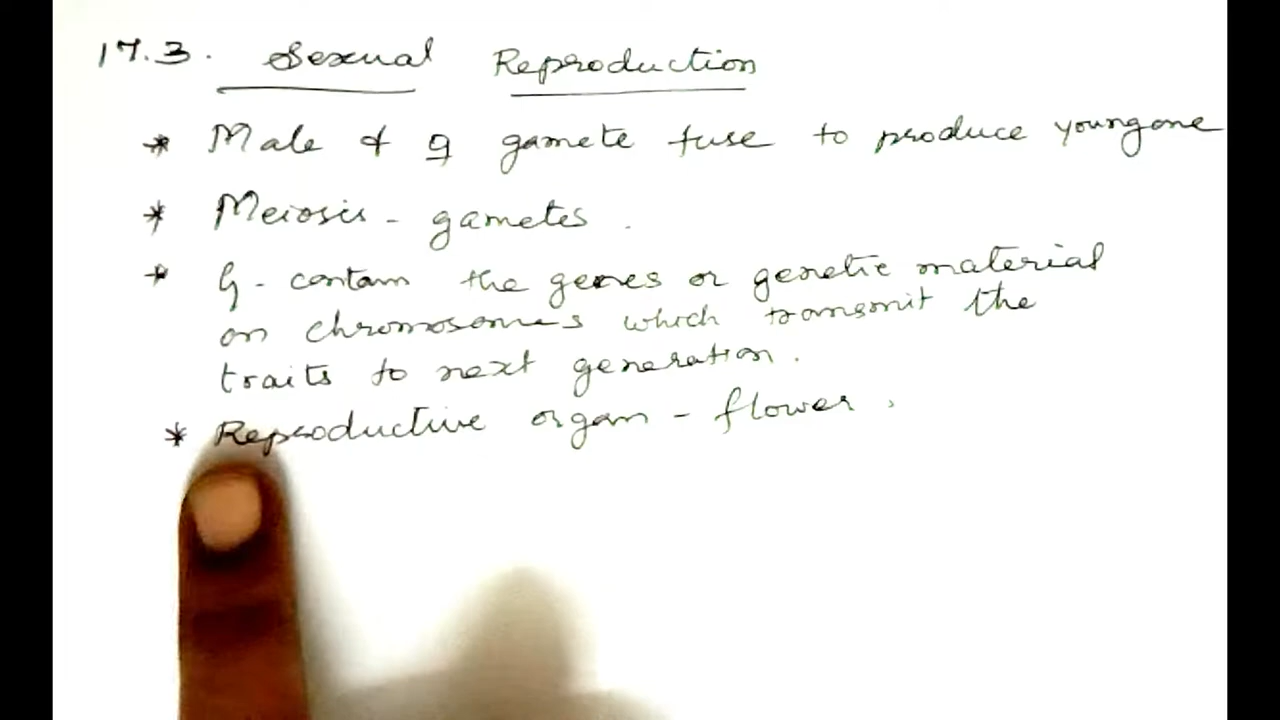 17.3. Sexual Reproduction
* Male & ♀ gamete fuse to produce youngone
* Meiosis - gametes.
* G - contain the genes or genetic material
on chromosomes which transmit the
traits to next generation.
* Reproductive organ - flower.